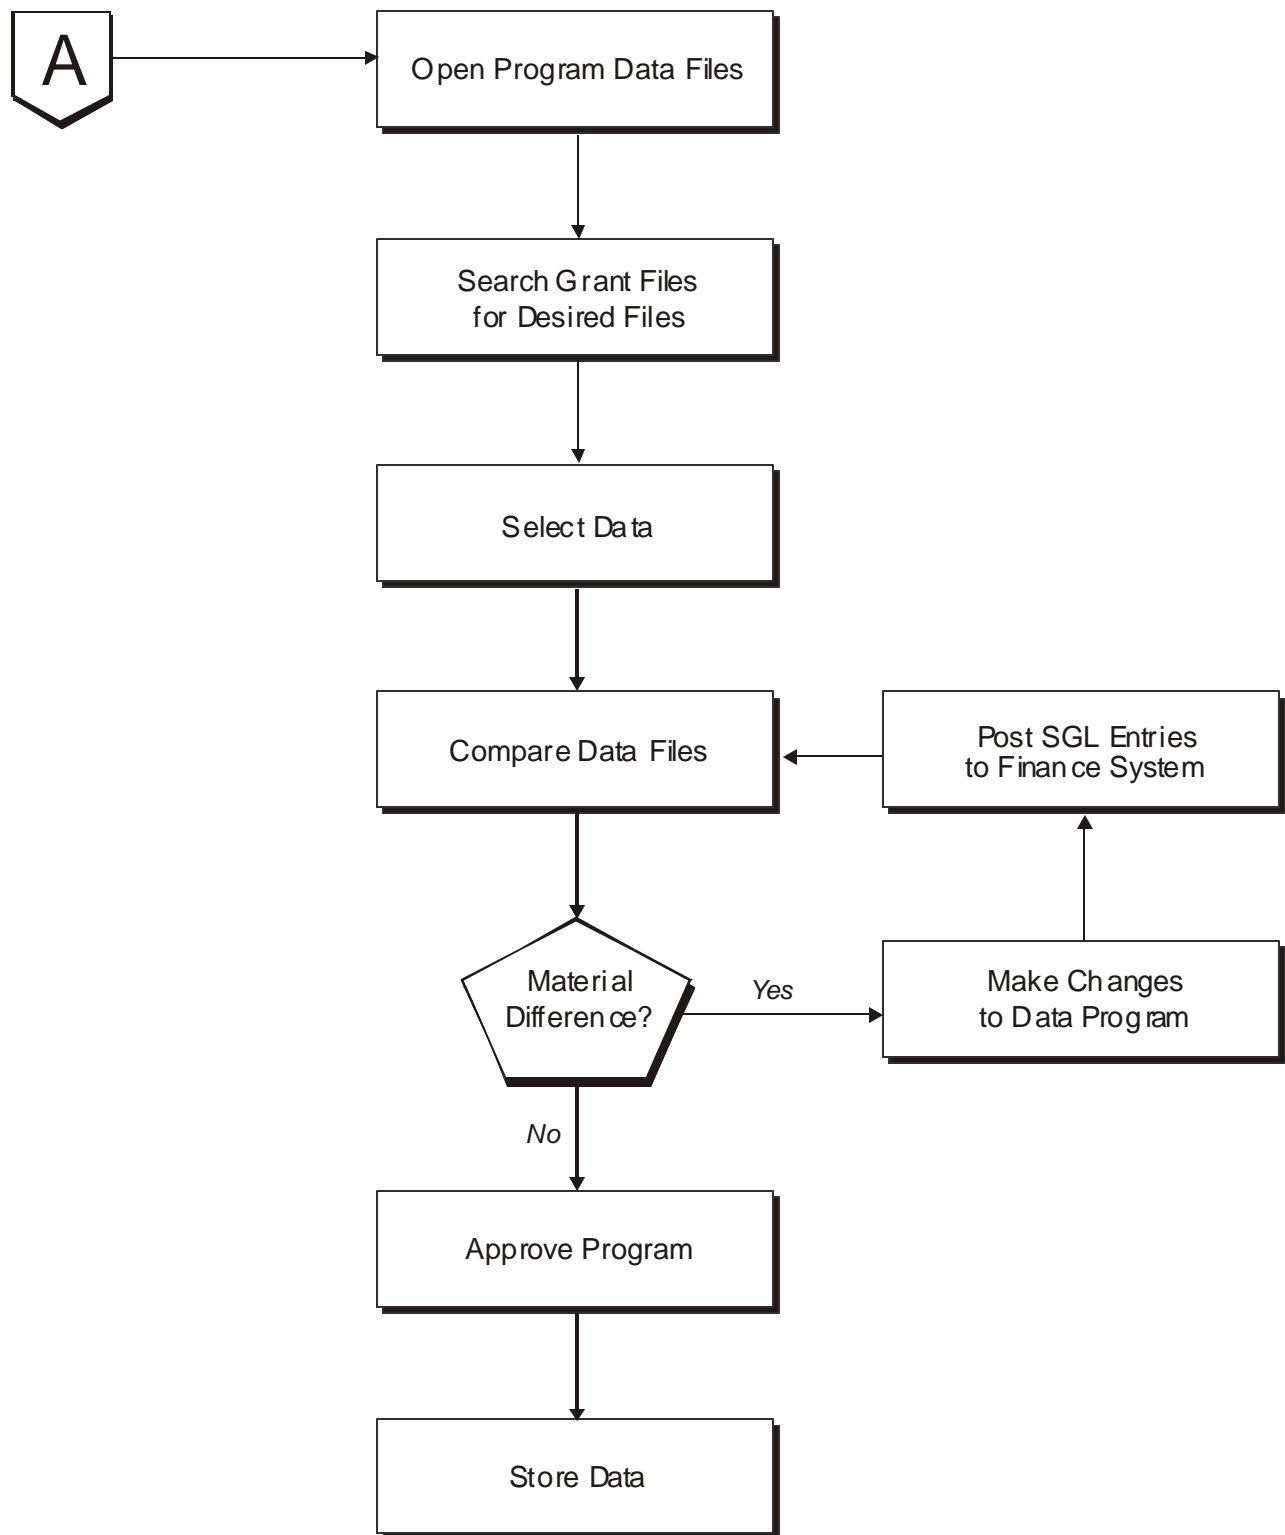 A
Open Program Data Files
Search Grant Files
for Desired Files
Select Data
Compare Data Files
Post SGL Entries
to Finance System
Material
Difference?
Yes
Make Changes
to Data Program
No
Approve Program
Store Data